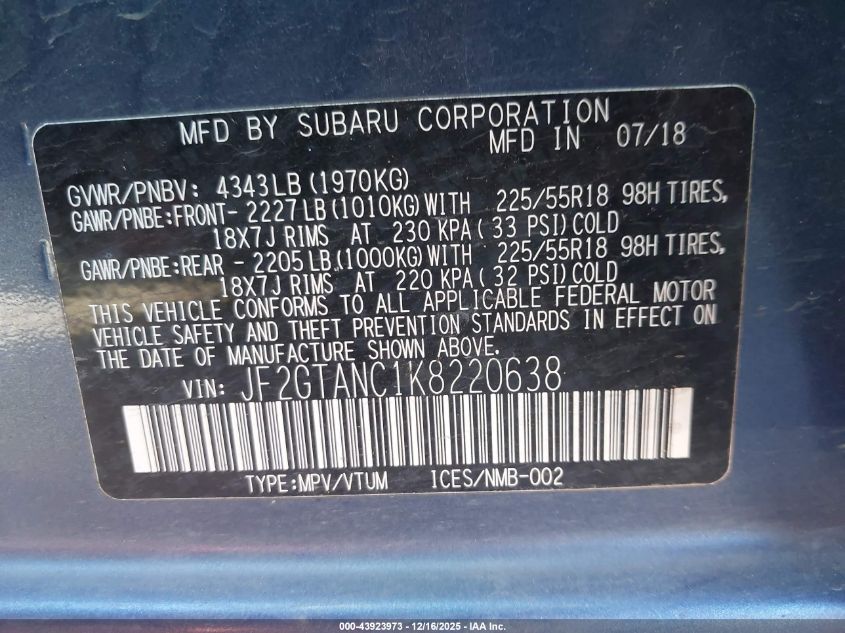 MFD BY SUBARU CORPORATION
MFD IN 07/18
GVWR/PNBV: 4343LB(1970KG)
GAWR/PNBE:FRONT- 2227LB(1010KG)WITH 225/55R18 98H TIRES,
18X7J RIMS AT 230 KPA(33 PSI)COLD
GAWR/PNBE:REAR - 2205LB(1000KG)WITH 225/55R18 98H TIRES,
18X7J RIMS AT 220 KPA(32 PSI)COLD
THIS VEHICLE CONFORMS TO ALL APPLICABLE FEDERAL MOTOR
VEHICLE SAFETY AND THEFT PREVENTION STANDARDS IN EFFECT ON
THE DATE OF MANUFACTURE SHOWN ABOVE.
VIN: JF2GTANC1K8220638
TYPE:MPV/VTUM ICES/NMB-002
000-43923973 - 12/16/2025 - IAA Inc.